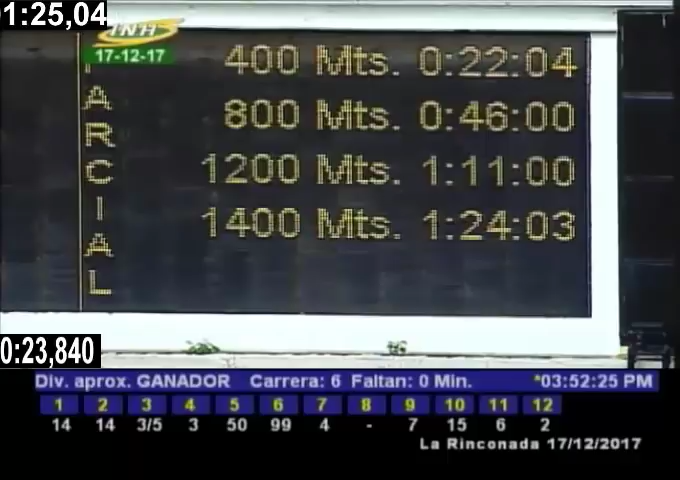 1:25,04
INH
17-12-17
PARCIAL
400 Mts. 0:22:04
800 Mts. 0:46:00
1200 Mts. 1:11:00
1400 Mts. 1:24:03
0:23,840
Div. aprox. GANADOR Carrera: 6 Faltan: 0 Min. *03:52:25 PM
1 2 3 4 5 6 7 8 9 10 11 12
14 14 3/5 3 50 99 4 - 7 15 6 2
La Rinconada 17/12/2017